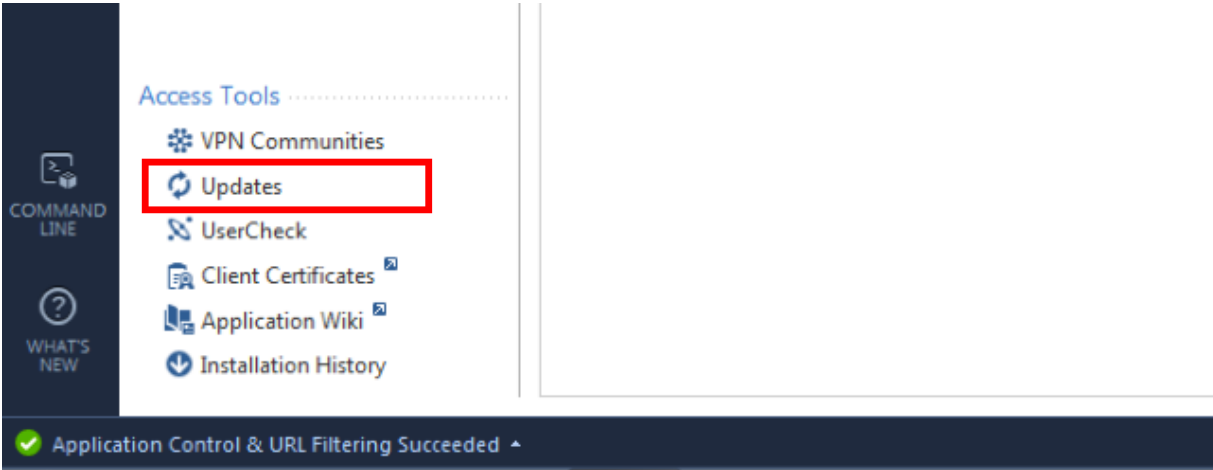 Access Tools
VPN Communities
Updates
UserCheck
Client Certificates
Application Wiki
Installation History
COMMAND
LINE
WHAT'S
NEW
Application Control & URL Filtering Succeeded